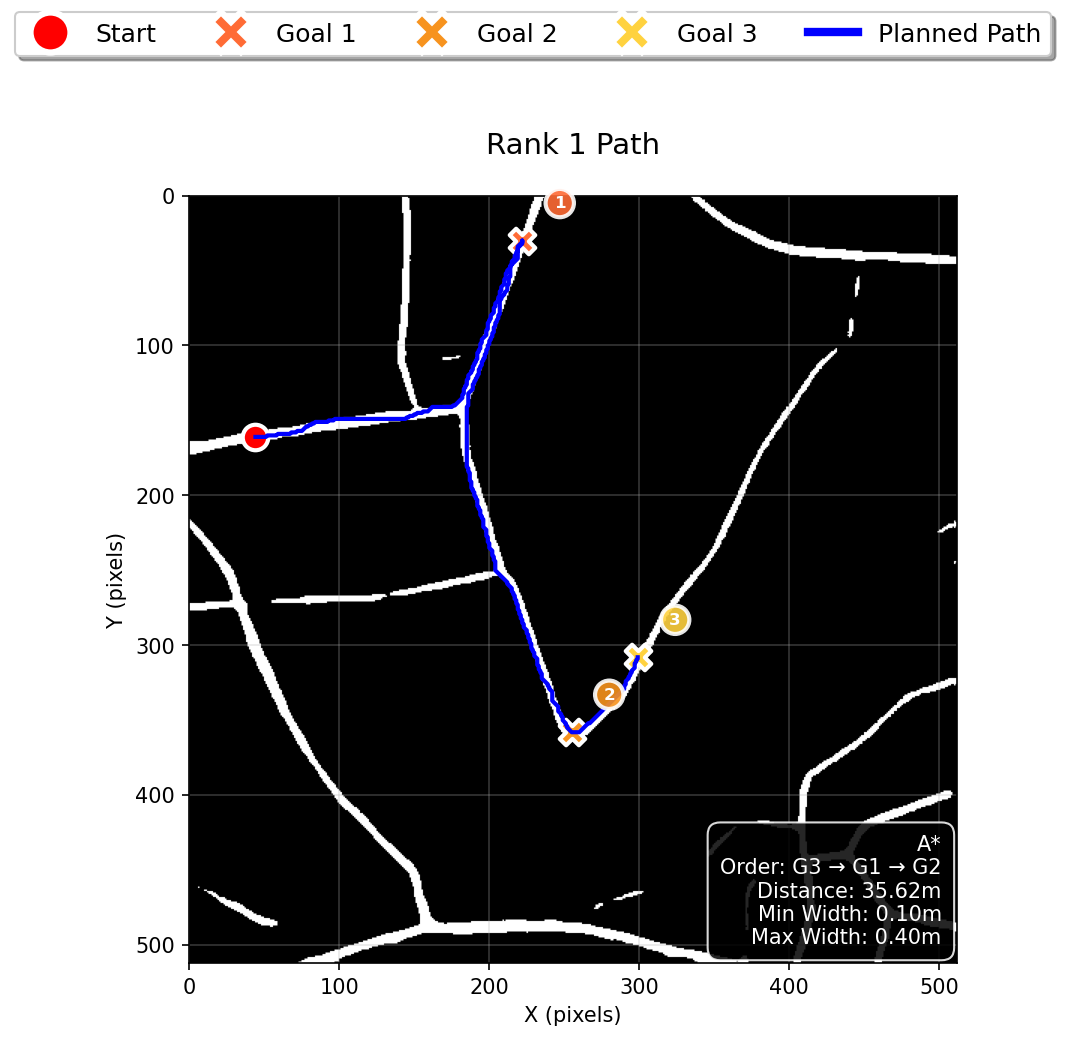 Start Goal 1 Goal 2 Goal 3 Planned Path
Rank 1 Path
0
100
200
300
400
500
Y (pixels)
1
3
2
A*
Order: G3 → G1 → G2
Distance: 35.62m
Min Width: 0.10m
Max Width: 0.40m
0 100 200 300 400 500
X (pixels)